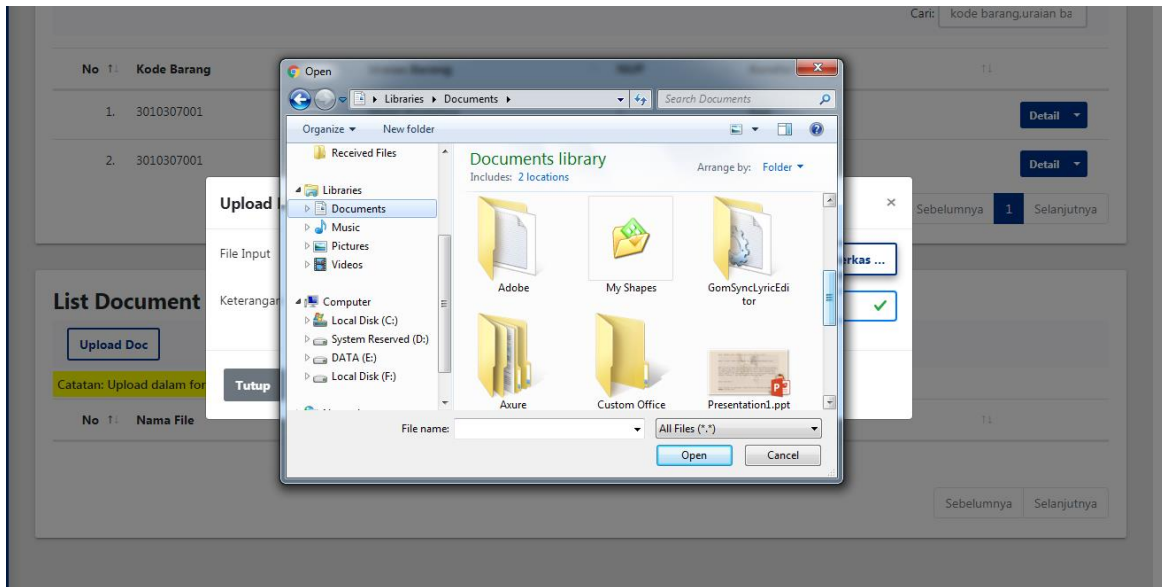 Cari: kode barang,uraian ba
No Kode Barang
1. 3010307001 Detail
2. 3010307001 Detail
Sebelumnya 1 Selanjutnya
Upload
File Input
erkas ...
Keterangan
Tutup
List Document
Upload Doc
Catatan: Upload dalam for
No Nama File
Sebelumnya Selanjutnya
Open
Libraries Documents
Search Documents
Organize New folder
Received Files
Libraries
Documents
Music
Pictures
Videos
Computer
Local Disk (C:)
System Reserved (D:)
DATA (E:)
Local Disk (F:)
Documents library
Includes: 2 locations
Arrange by: Folder
Adobe
My Shapes
GomSyncLyricEdi
tor
Axure
Custom Office
Presentation1.ppt
File name:
All Files (*.*)
Open Cancel